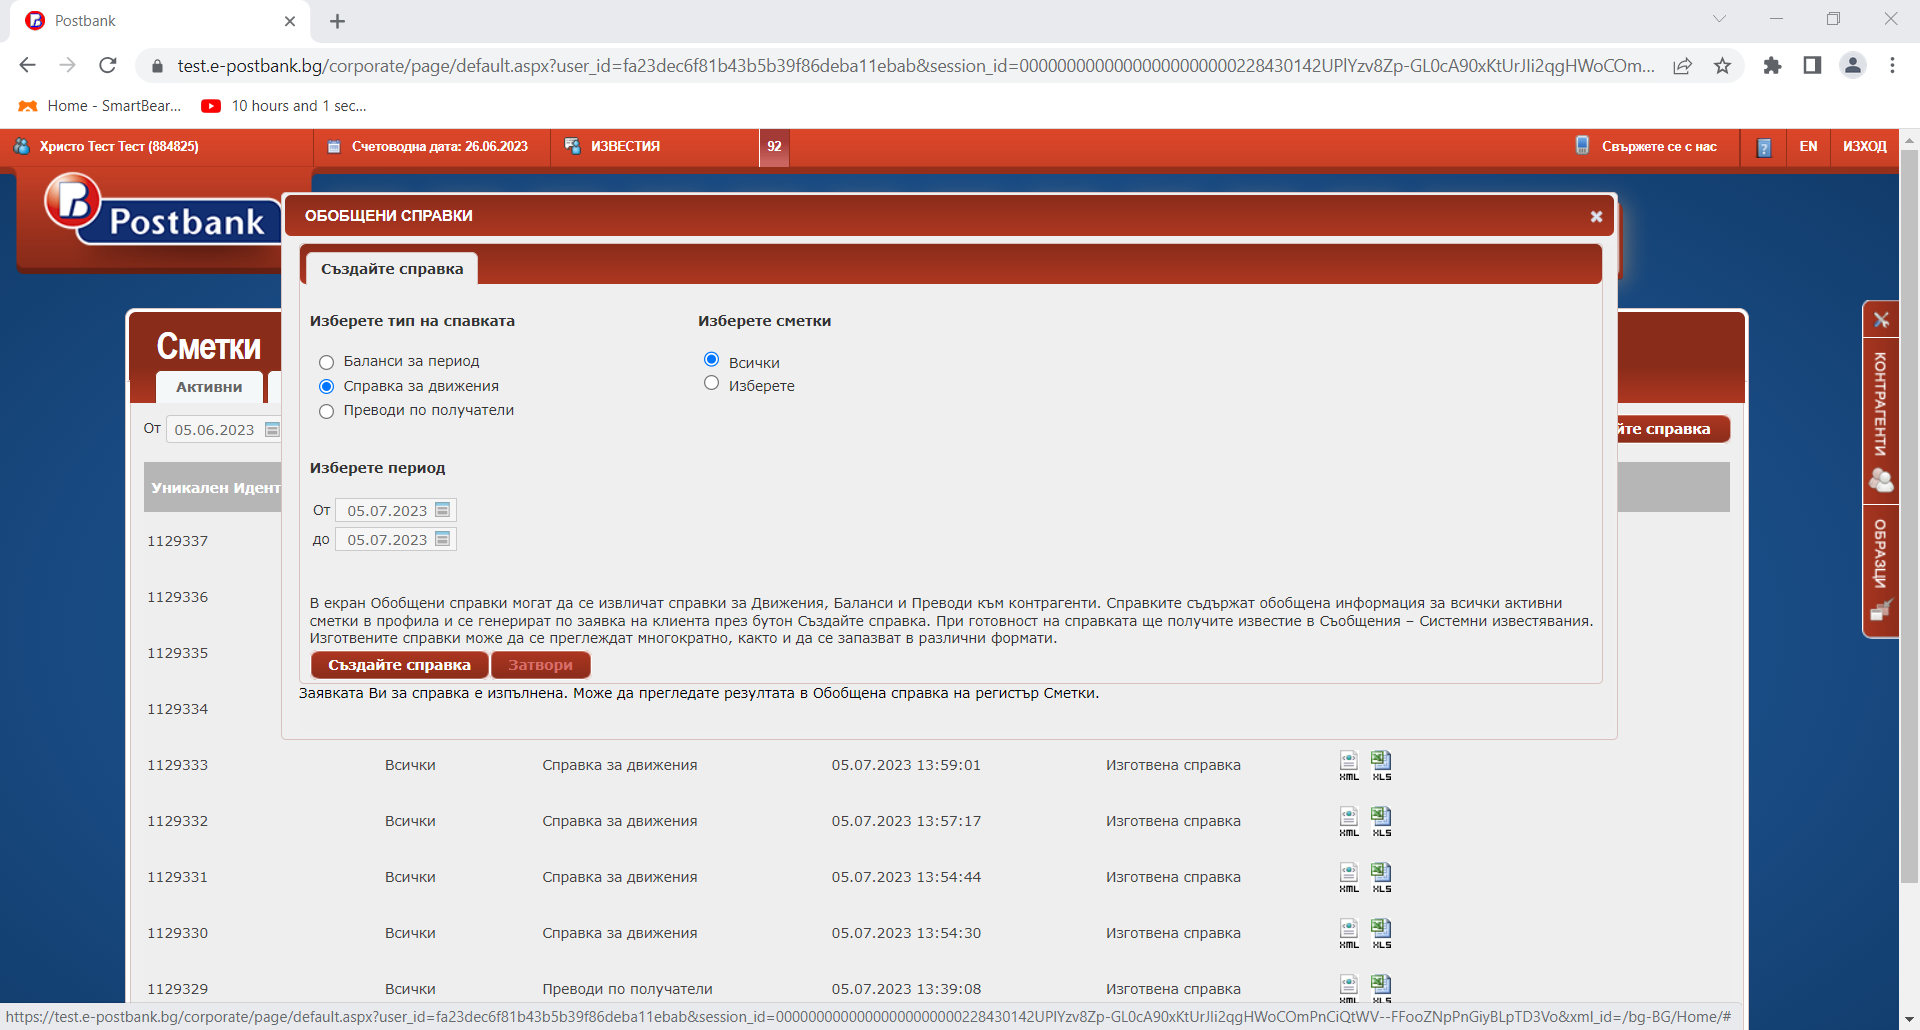 Postbank
test.e-postbank.bg/corporate/page/default.aspx?user_id=fa23dec6f81b43b5b39f86deba11ebab&session_id=0000000000000000000000228430142UPlYzv8Zp-GL0cA90xKtUrJIi2qgHWoCOm...
Home - SmartBear... 10 hours and 1 sec...
Христо Тест Тест (884825) Счетоводна дата: 26.06.2023 ИЗВЕСТИЯ 92 Свържете се с нас EN ИЗХОД
Postbank
ОБОБЩЕНИ СПРАВКИ
Създайте справка
Изберете тип на спавката Изберете сметки
Баланси за период Всички
Справка за движения Изберете
Преводи по получатели
Изберете период
От 05.07.2023
до 05.07.2023
В екран Обобщени справки могат да се извличат справки за Движения, Баланси и Преводи към контрагенти. Справките съдържат обобщена информация за всички активни
сметки в профила и се генерират по заявка на клиента през бутон Създайте справка. При готовност на справката ще получите известие в Съобщения – Системни известявания.
Изготвените справки може да се преглеждат многократно, както и да се запазват в различни формати.
Създайте справка Затвори
Заявката Ви за справка е изпълнена. Може да прегледате резултата в Обобщена справка на регистър Сметки.
Сметки
Активни
От 05.06.2023 йте справка
Уникален Идент
1129337
1129336
1129335
1129334
1129333 Всички Справка за движения 05.07.2023 13:59:01 Изготвена справка XML XLS
1129332 Всички Справка за движения 05.07.2023 13:57:17 Изготвена справка XML XLS
1129331 Всички Справка за движения 05.07.2023 13:54:44 Изготвена справка XML XLS
1129330 Всички Справка за движения 05.07.2023 13:54:30 Изготвена справка XML XLS
1129329 Всички Преводи по получатели 05.07.2023 13:39:08 Изготвена справка XML XLS
КОНТРАГЕНТИ
ОБРАЗЦИ
https://test.e-postbank.bg/corporate/page/default.aspx?user_id=fa23dec6f81b43b5b39f86deba11ebab&session_id=0000000000000000000000228430142UPlYzv8Zp-GL0cA90xKtUrJIi2qgHWoCOmPnCiQtWV--FFooZNpPnGiyBLpTD3Vo&xml_id=/bg-BG/Home/#